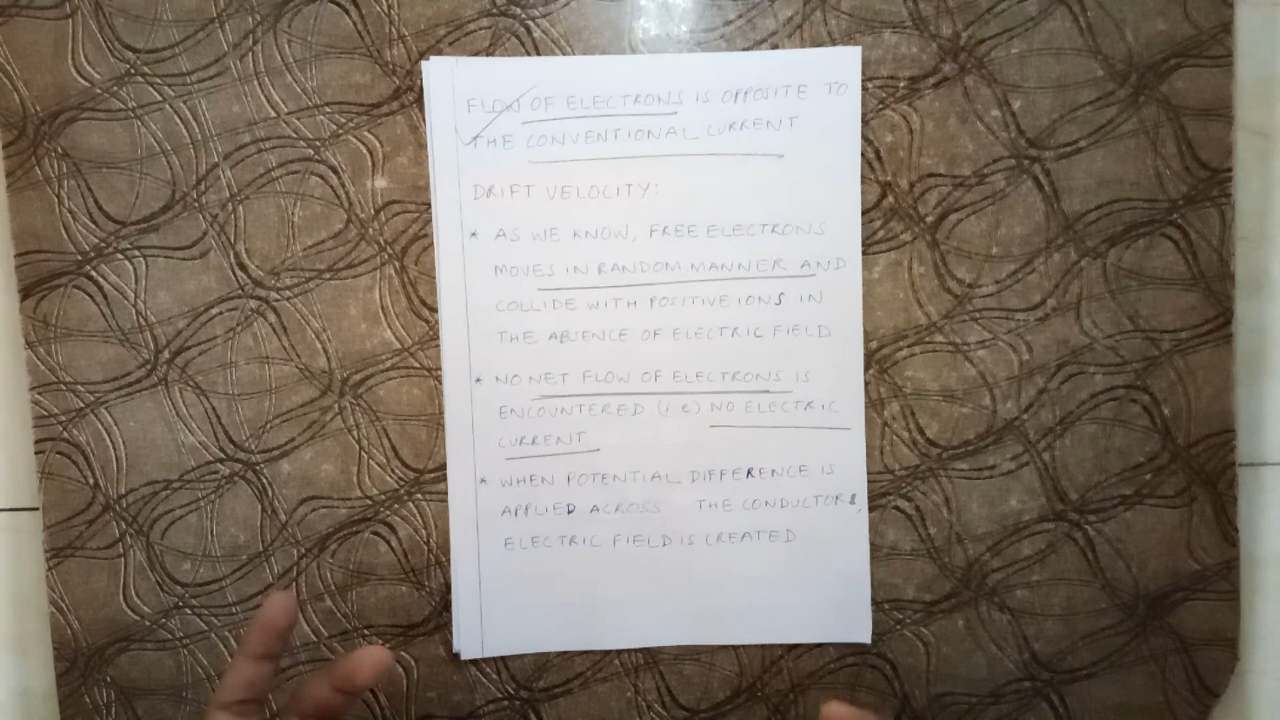 FLOW OF ELECTRONS IS OPPOSITE TO
THE CONVENTIONAL CURRENT
DRIFT VELOCITY:
* AS WE KNOW, FREE ELECTRONS
MOVES IN RANDOM MANNER AND
COLLIDE WITH POSITIVE IONS IN
THE ABSENCE OF ELECTRIC FIELD
* NO NET FLOW OF ELECTRONS IS
ENCOUNTERED (i e) NO ELECTRIC
CURRENT
* WHEN POTENTIAL DIFFERENCE IS
APPLIED ACROSS THE CONDUCTORS,
ELECTRIC FIELD IS CREATED